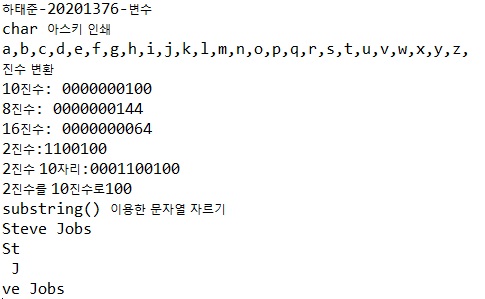 하태준-20201376-변수
char 아스키 인쇄
a,b,c,d,e,f,g,h,i,j,k,l,m,n,o,p,q,r,s,t,u,v,w,x,y,z,
진수 변환
10진수: 0000000100
8진수: 0000000144
16진수: 0000000064
2진수:1100100
2진수 10자리:0001100100
2진수를 10진수로100
substring() 이용한 문자열 자르기
Steve Jobs
St
 J
ve Jobs